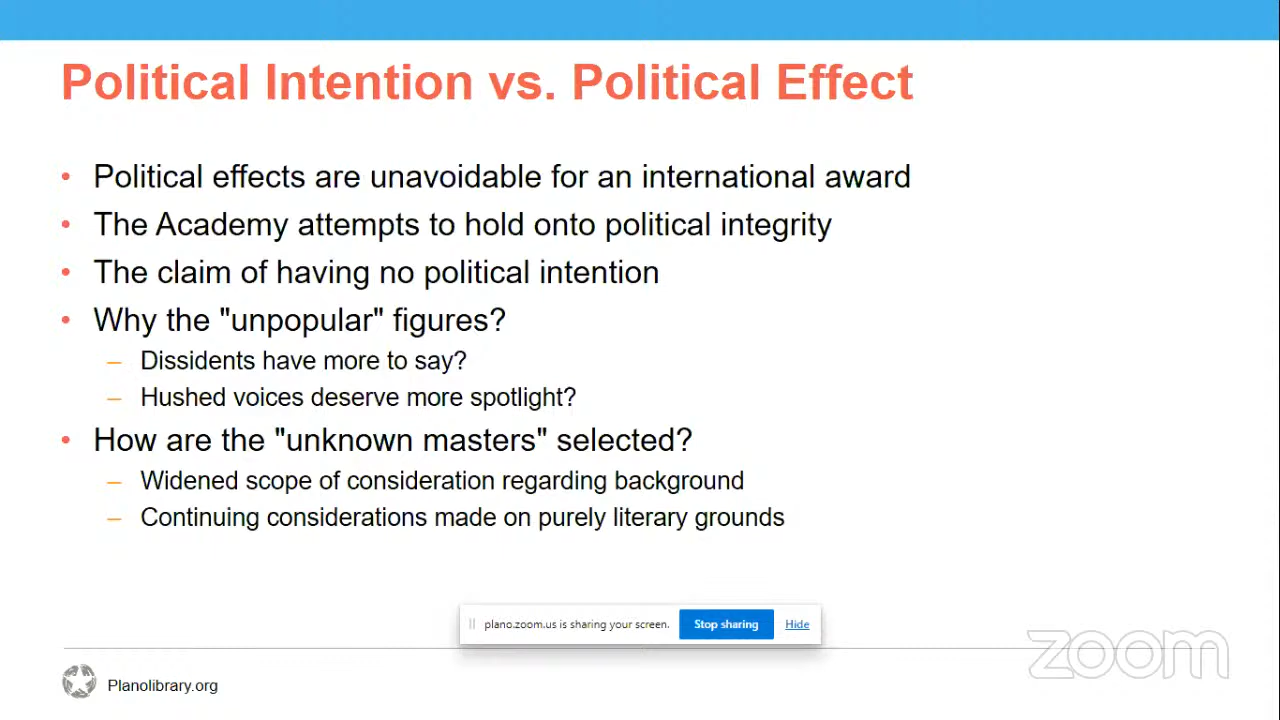 Political Intention vs. Political Effect
• Political effects are unavoidable for an international award
• The Academy attempts to hold onto political integrity
• The claim of having no political intention
• Why the "unpopular" figures?
– Dissidents have more to say?
– Hushed voices deserve more spotlight?
• How are the "unknown masters" selected?
– Widened scope of consideration regarding background
– Continuing considerations made on purely literary grounds
plano.zoom.us is sharing your screen. Stop sharing Hide
zoom
Planolibrary.org